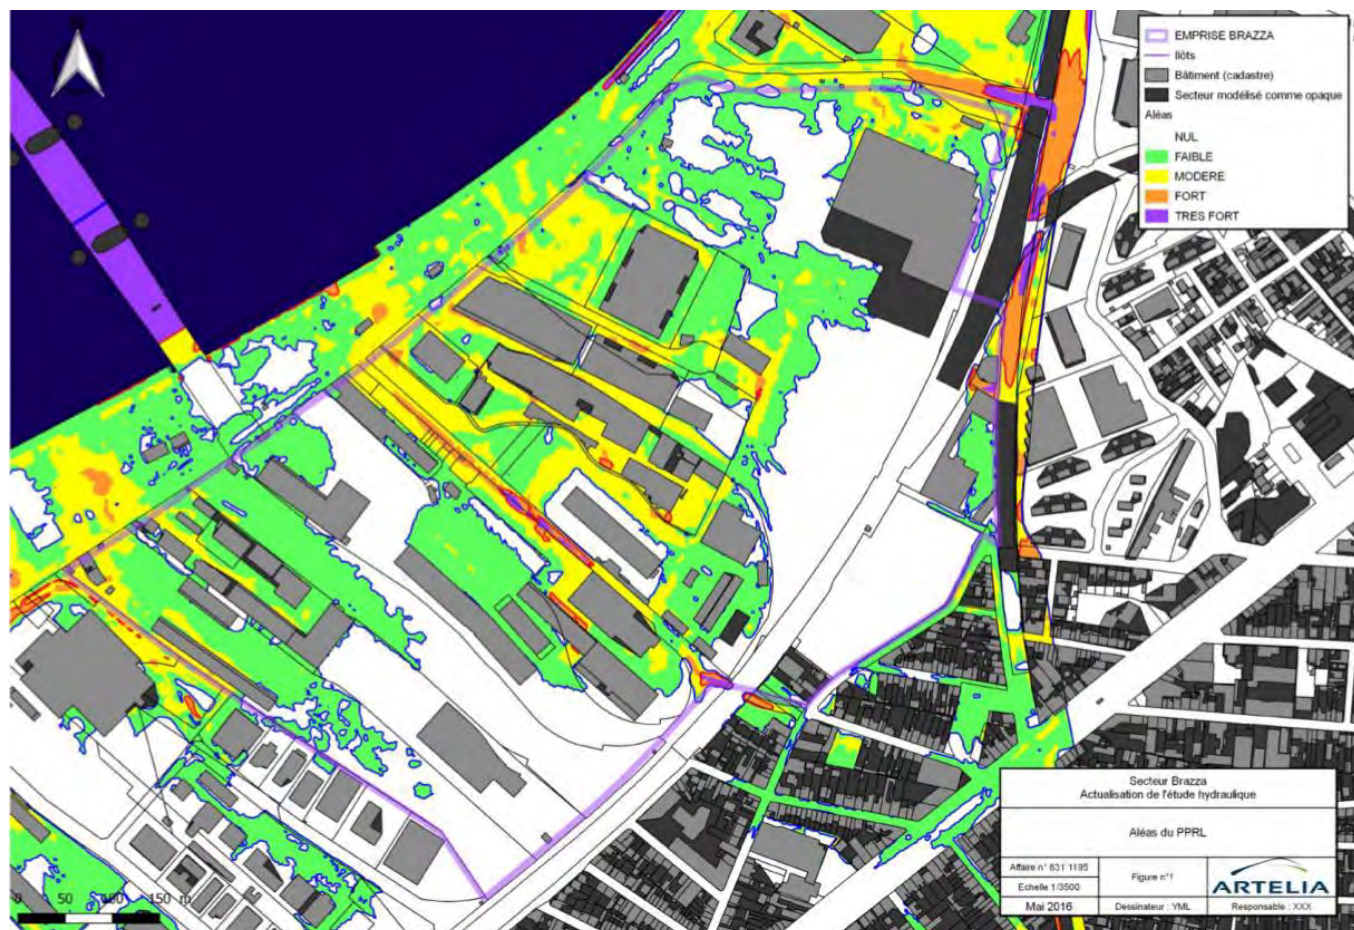 EMPRISE BRAZZA
Ilôts
Bâtiment (cadastre)
Secteur modélisé comme opaque
Aléas
NUL
FAIBLE
MODERE
FORT
TRES FORT
0 50 100 150 m
Secteur Brazza
Actualisation de l'étude hydraulique
Aléas du PPRL
Affaire n° 831 1195
Figure n°1
ARTELIA
Echelle 1/3500
Mai 2016
Dessinateur : YML
Responsable : XXX